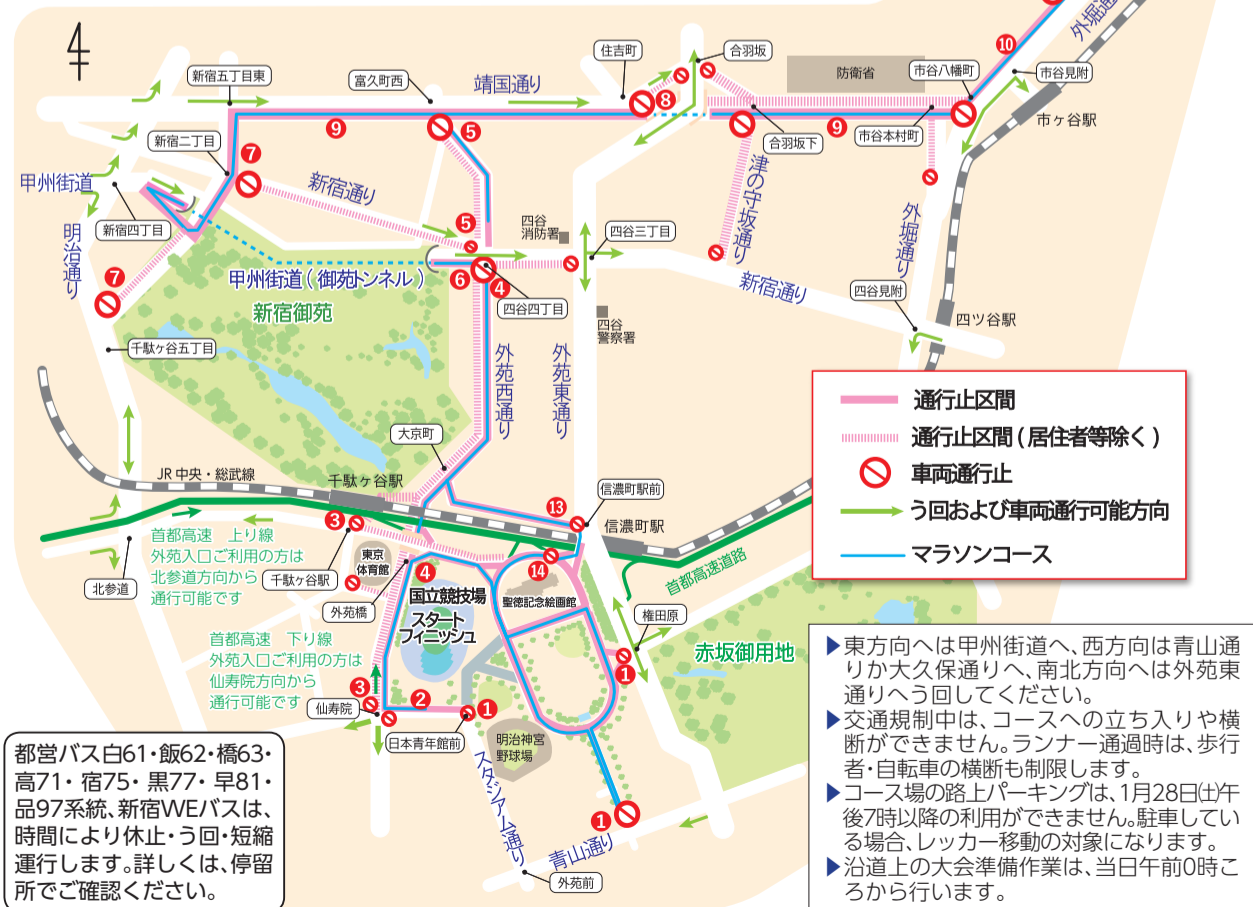 外堀通
住吉町
合羽坂
⑩
新宿五丁目東
富久町西
靖国通り
防衛省
市谷八幡町
市谷見附
⑧
市ヶ谷駅
⑨
⑤
⑨
合羽坂下
市谷本村町
新宿二丁目
⑦
甲州街道
新宿通り
津の守坂通り
外堀通り
新宿四丁目
明治通り
⑤
四谷
消防署
四谷三丁目
⑦
甲州街道(御苑トンネル)
⑥
④
新宿通り
四谷見附
新宿御苑
四谷四丁目
四ツ谷駅
四谷
警察署
千駄ヶ谷五丁目
外苑西通り
外苑東通り
通行止区間
通行止区間(居住者等除く)
車両通行止
う回および車両通行可能方向
マラソンコース
大京町
JR中央・総武線
千駄ヶ谷駅
信濃町駅前
⑬
信濃町駅
③
首都高速 上り線
外苑入口ご利用の方は
北参道方向から
通行可能です
東京
体育館
千駄ヶ谷駅
④
⑭
首都高速道路
北参道
国立競技場
聖徳記念絵画館
外苑橋
スタート
フィニッシュ
権田原
赤坂御用地
首都高速 下り線
外苑入口ご利用の方は
仙寿院方向から
通行可能です
①
③
仙寿院
②
①
日本青年館前
明治神宮
野球場
スタジアム通り
①
青山通り
外苑前
都営バス白61・飯62・橋63・
高71・宿75・黒77・早81・
品97系統、新宿WEバスは、
時間により休止・う回・短縮
運行します。詳しくは、停留
所でご確認ください。
▶東方向へは甲州街道へ、西方向は青山通
りか大久保通りへ、南北方向へは外苑東
通りへう回してください。
▶交通規制中は、コースへの立ち入りや横
断ができません。ランナー通過時は、歩行
者・自転車の横断も制限します。
▶コース場の路上パーキングは、1月28日㈯午
後7時以降の利用ができません。駐車してい
る場合、レッカー移動の対象になります。
▶沿道上の大会準備作業は、当日午前0時こ
ろから行います。